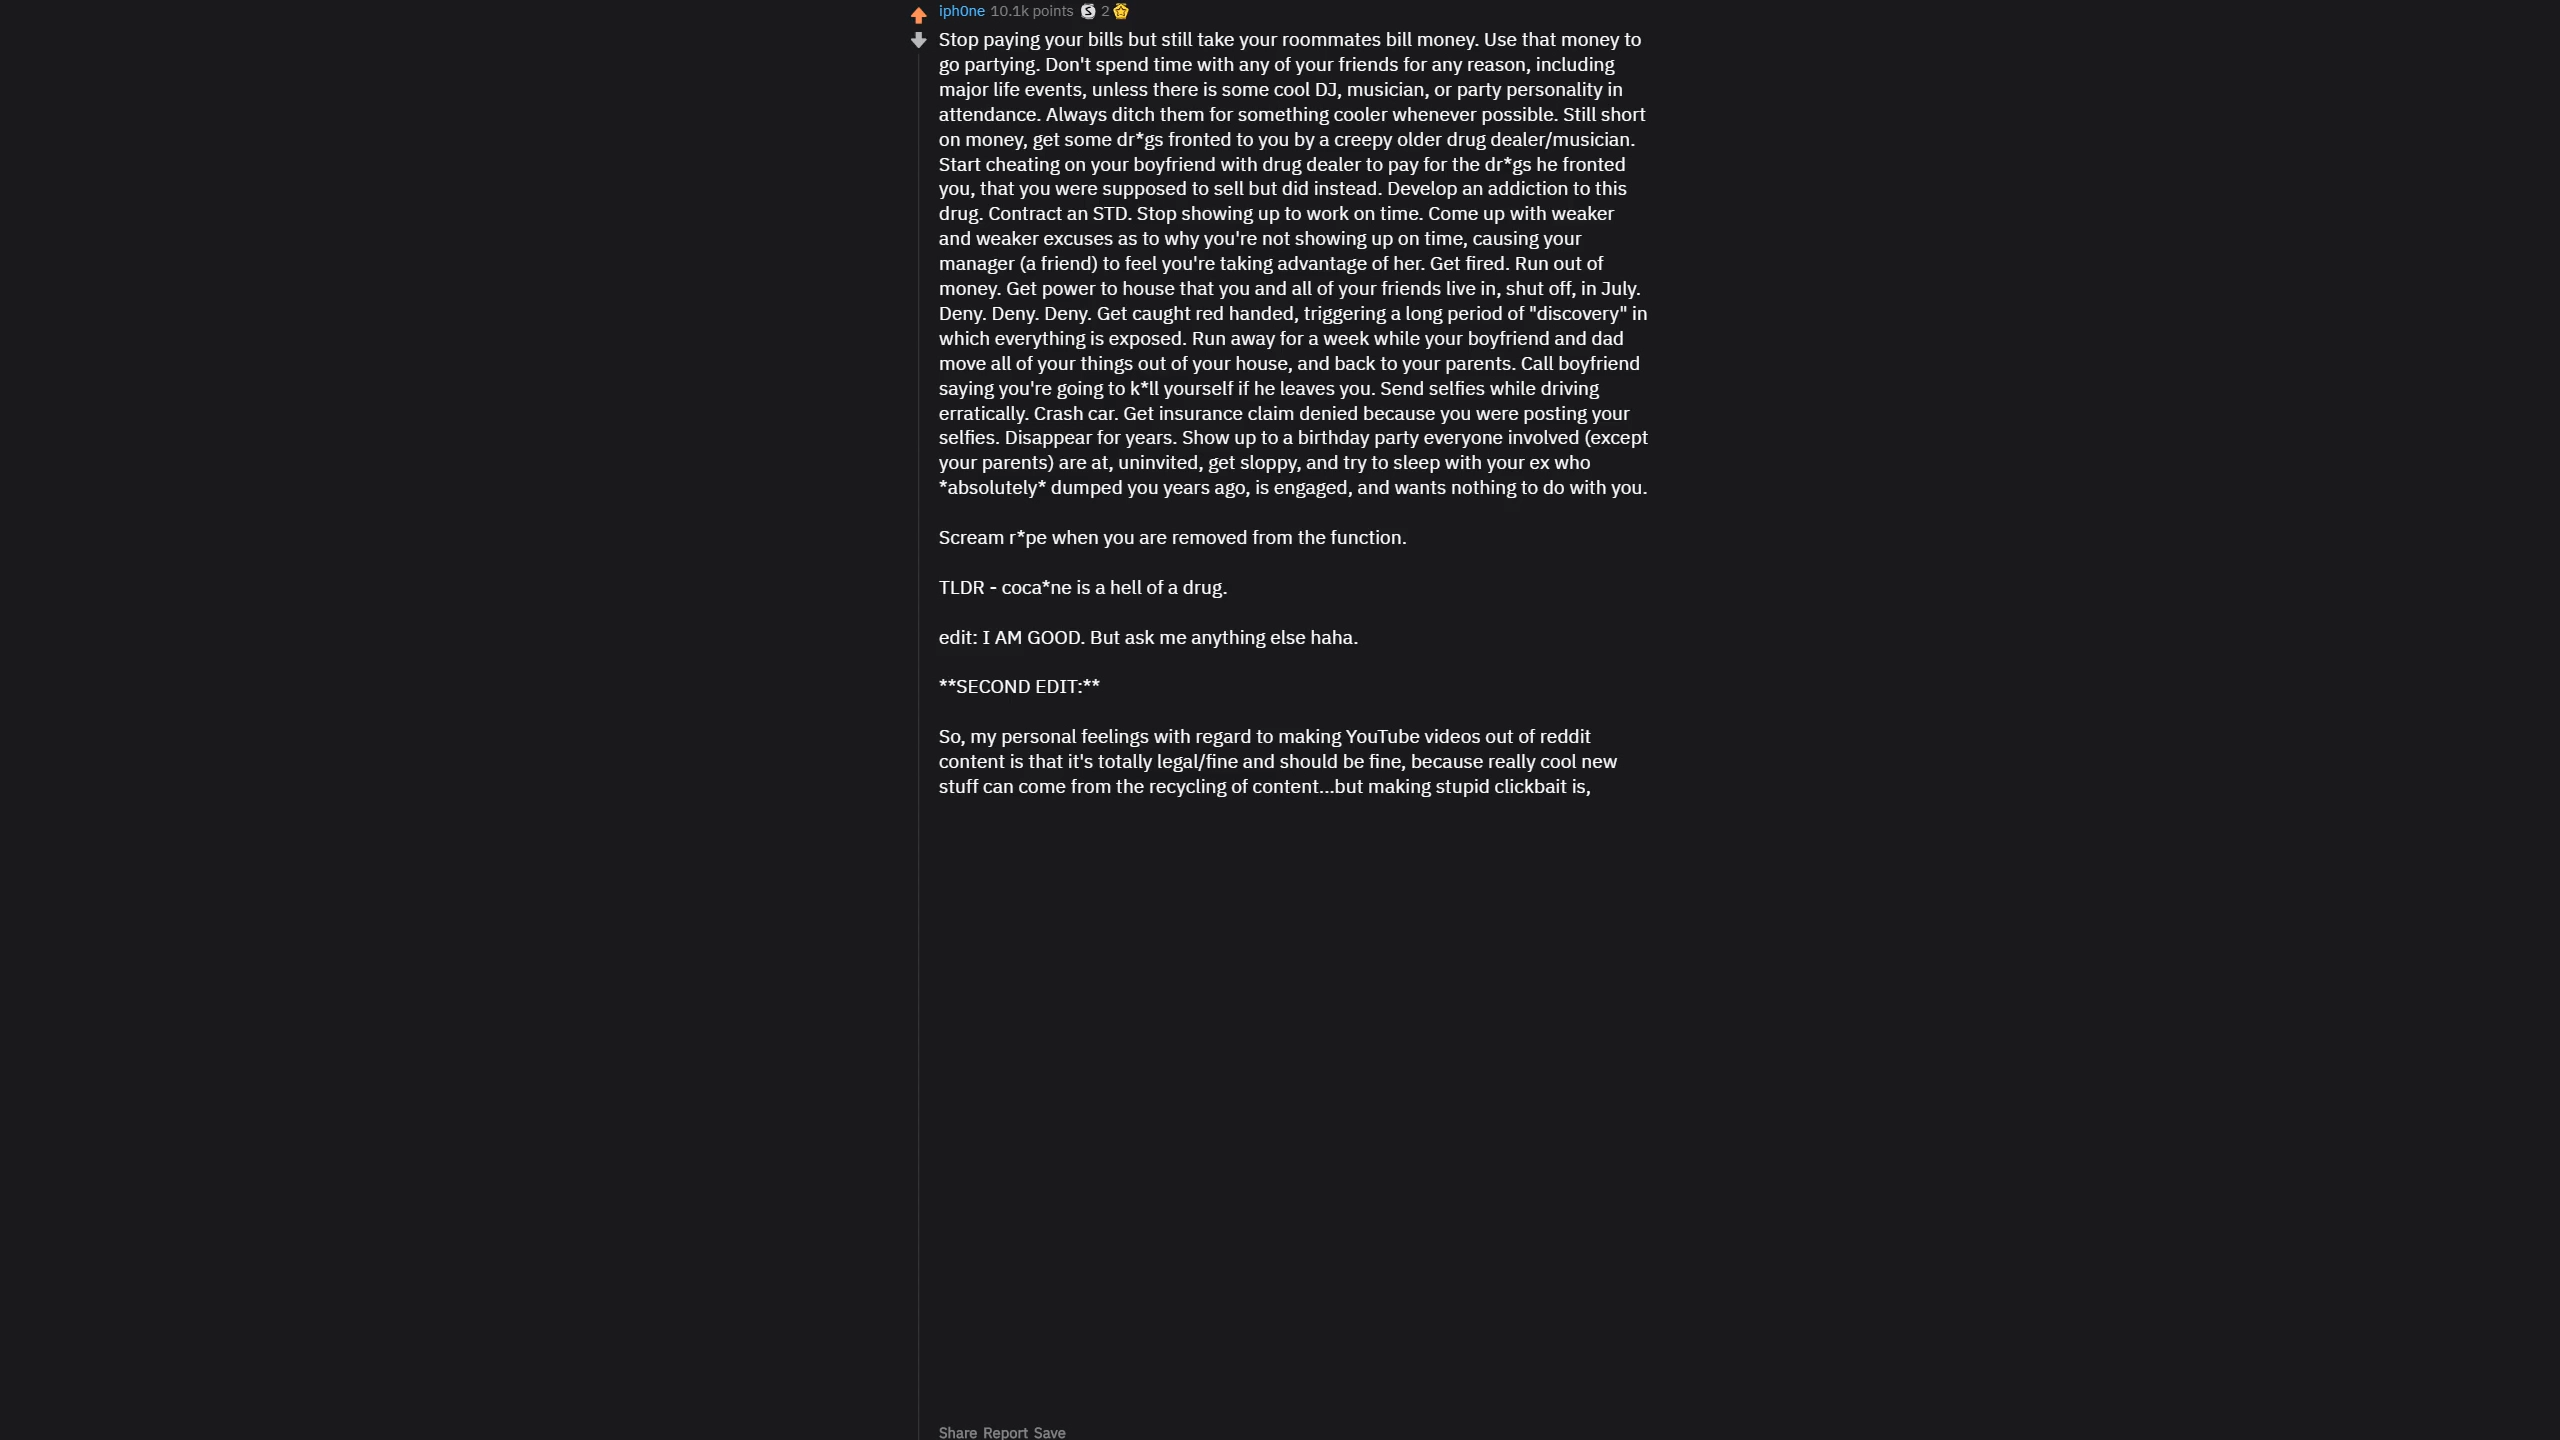 iph0ne 10.1k points S 2
Stop paying your bills but still take your roommates bill money. Use that money to
go partying. Don't spend time with any of your friends for any reason, including
major life events, unless there is some cool DJ, musician, or party personality in
attendance. Always ditch them for something cooler whenever possible. Still short
on money, get some dr*gs fronted to you by a creepy older drug dealer/musician.
Start cheating on your boyfriend with drug dealer to pay for the dr*gs he fronted
you, that you were supposed to sell but did instead. Develop an addiction to this
drug. Contract an STD. Stop showing up to work on time. Come up with weaker
and weaker excuses as to why you're not showing up on time, causing your
manager (a friend) to feel you're taking advantage of her. Get fired. Run out of
money. Get power to house that you and all of your friends live in, shut off, in July.
Deny. Deny. Deny. Get caught red handed, triggering a long period of "discovery" in
which everything is exposed. Run away for a week while your boyfriend and dad
move all of your things out of your house, and back to your parents. Call boyfriend
saying you're going to k*ll yourself if he leaves you. Send selfies while driving
erratically. Crash car. Get insurance claim denied because you were posting your
selfies. Disappear for years. Show up to a birthday party everyone involved (except
your parents) are at, uninvited, get sloppy, and try to sleep with your ex who
*absolutely* dumped you years ago, is engaged, and wants nothing to do with you.
Scream r*pe when you are removed from the function.
TLDR - coca*ne is a hell of a drug.
edit: I AM GOOD. But ask me anything else haha.
**SECOND EDIT:**
So, my personal feelings with regard to making YouTube videos out of reddit
content is that it's totally legal/fine and should be fine, because really cool new
stuff can come from the recycling of content...but making stupid clickbait is,
Share Report Save